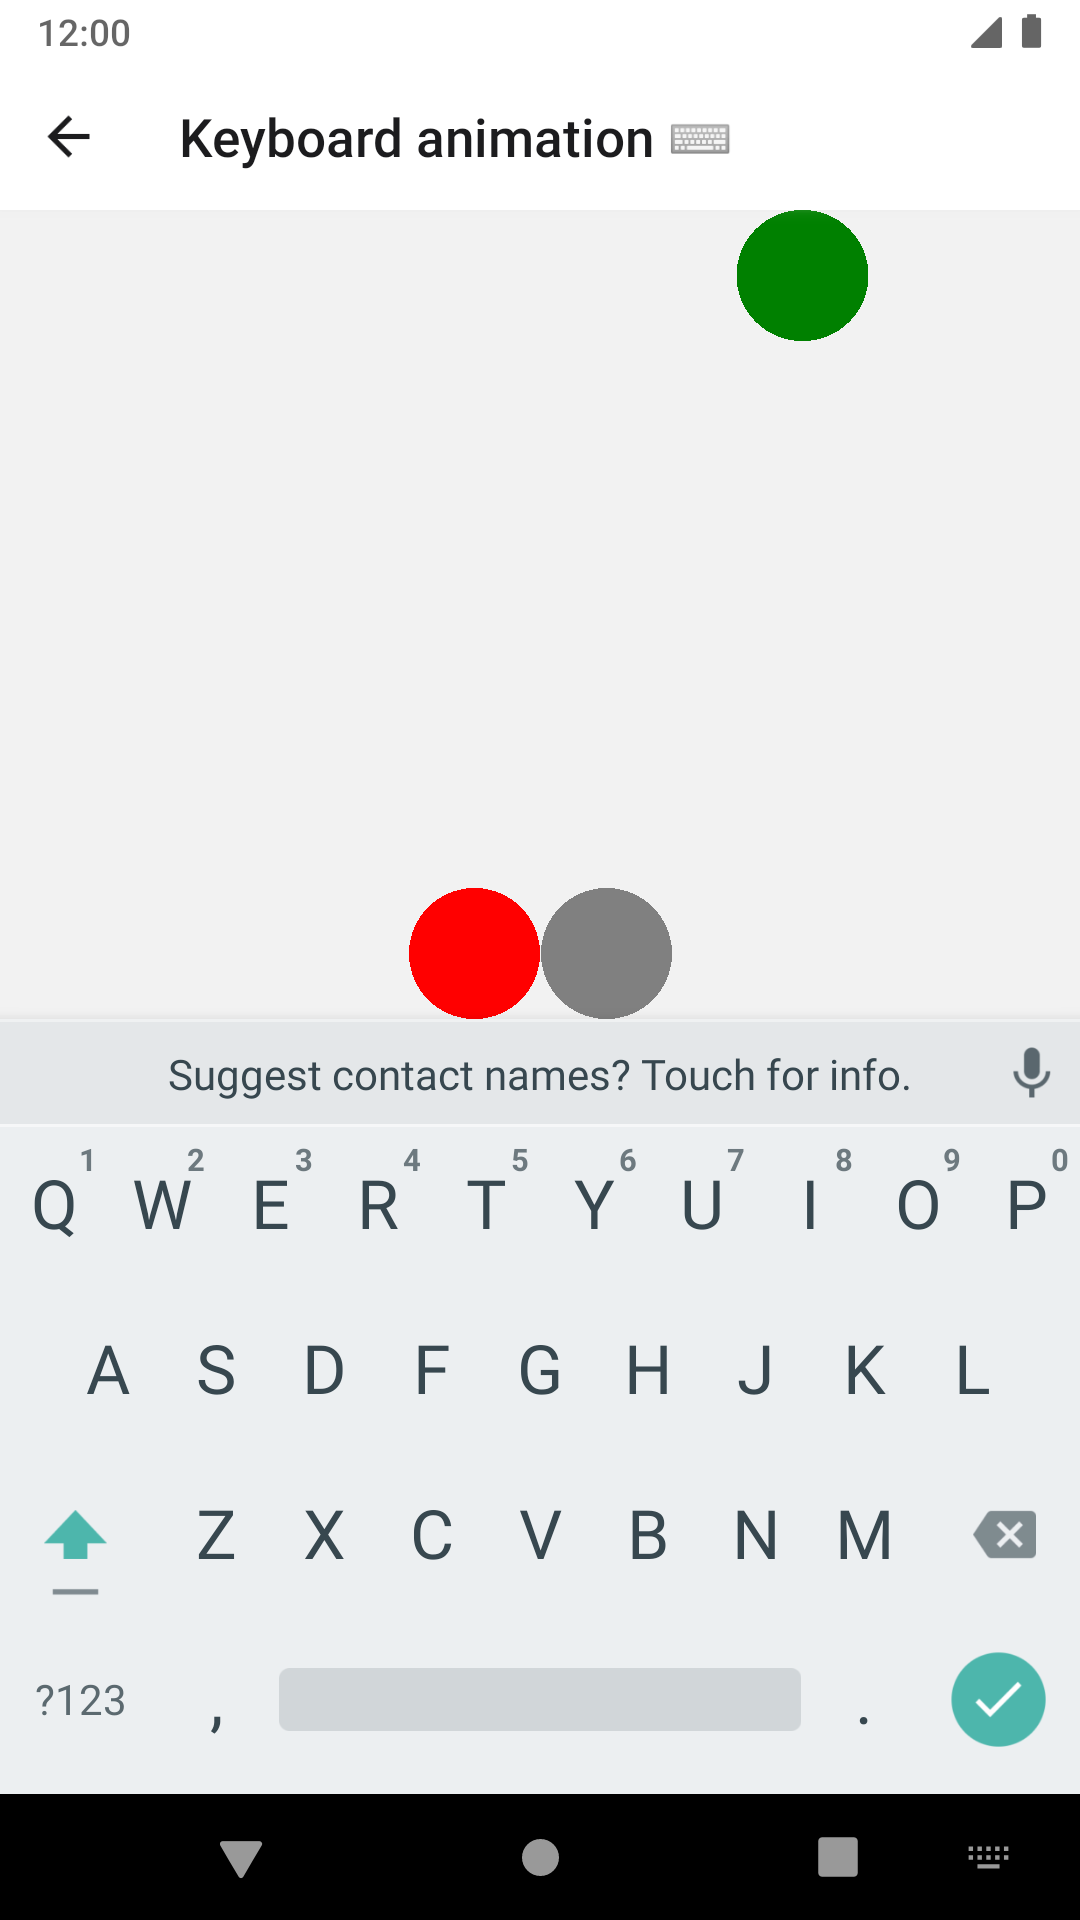 12:00
Keyboard animation ⌨
Suggest contact names? Touch for info.
1 2 3 4 5 6 7 8 9 0
Q W E R T Y U I O P
A S D F G H J K L
Z X C V B N M
?123 , .